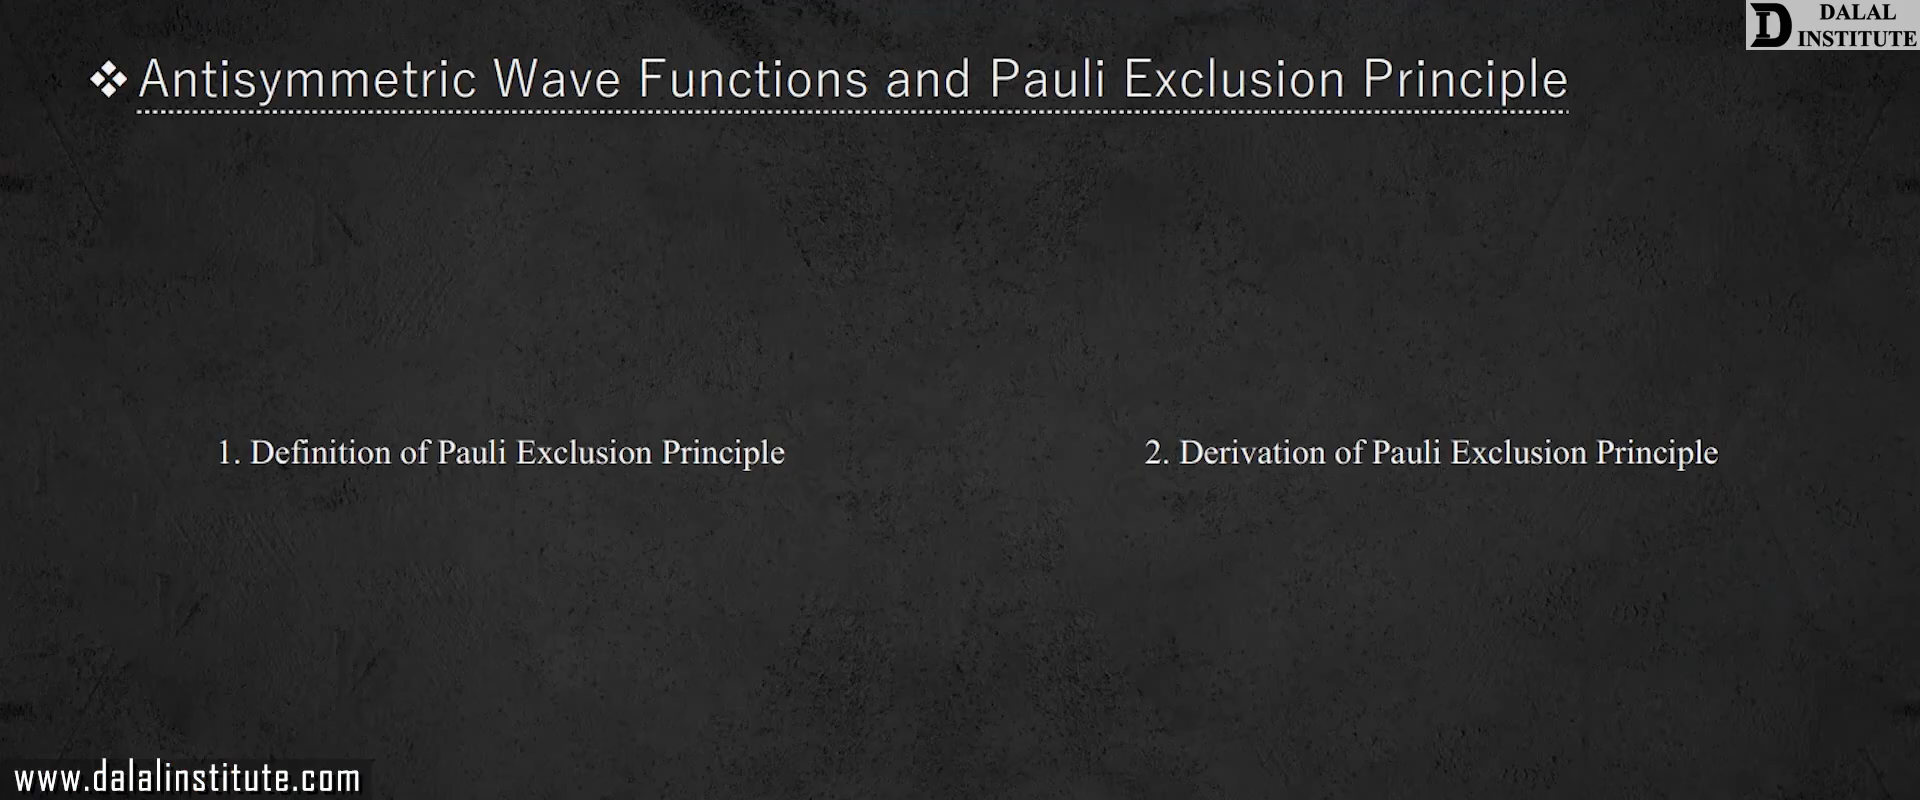 DALAL
INSTITUTE
Antisymmetric Wave Functions and Pauli Exclusion Principle
1. Definition of Pauli Exclusion Principle
2. Derivation of Pauli Exclusion Principle
www.dalalinstitute.com